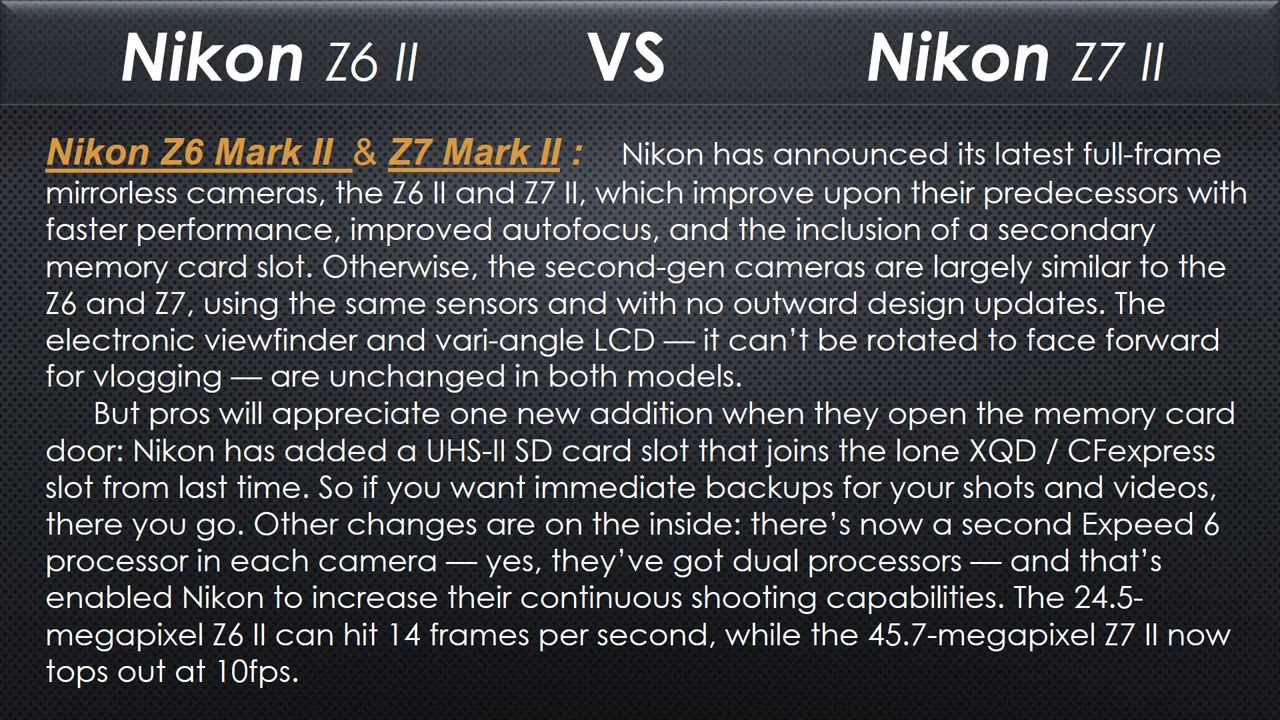 Nikon Z6 II VS Nikon Z7 II
Nikon Z6 Mark II & Z7 Mark II : Nikon has announced its latest full-frame
mirrorless cameras, the Z6 II and Z7 II, which improve upon their predecessors with
faster performance, improved autofocus, and the inclusion of a secondary
memory card slot. Otherwise, the second-gen cameras are largely similar to the
Z6 and Z7, using the same sensors and with no outward design updates. The
electronic viewfinder and vari-angle LCD — it can’t be rotated to face forward
for vlogging — are unchanged in both models.
But pros will appreciate one new addition when they open the memory card
door: Nikon has added a UHS-II SD card slot that joins the lone XQD / CFexpress
slot from last time. So if you want immediate backups for your shots and videos,
there you go. Other changes are on the inside: there’s now a second Expeed 6
processor in each camera — yes, they’ve got dual processors — and that’s
enabled Nikon to increase their continuous shooting capabilities. The 24.5-
megapixel Z6 II can hit 14 frames per second, while the 45.7-megapixel Z7 II now
tops out at 10fps.